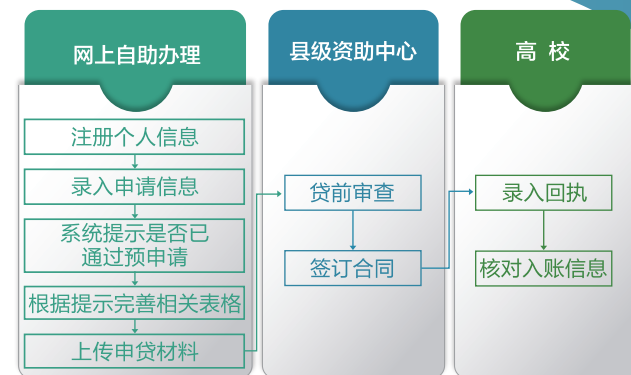 网上自助办理
注册个人信息
录入申请信息
系统提示是否已
通过预申请
根据提示完善相关表格
上传申贷材料
县级资助中心
贷前审查
签订合同
高 校
录入回执
核对入账信息